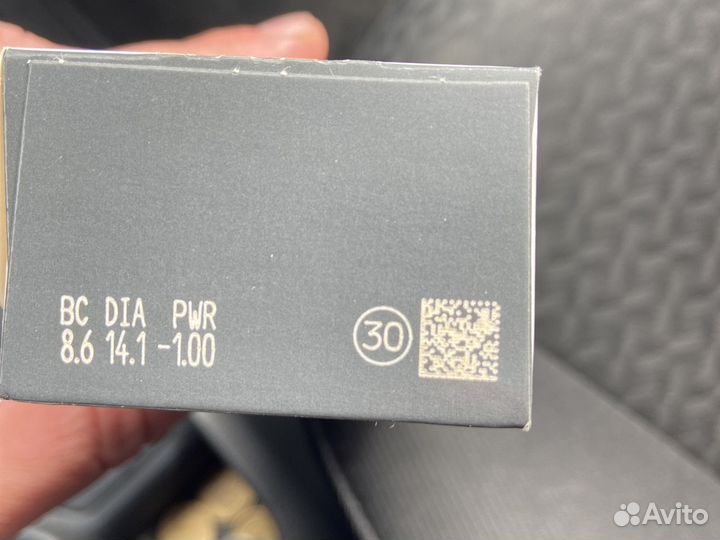 BC DIA PWR
8.6 14.1 -1.00
30
Avito